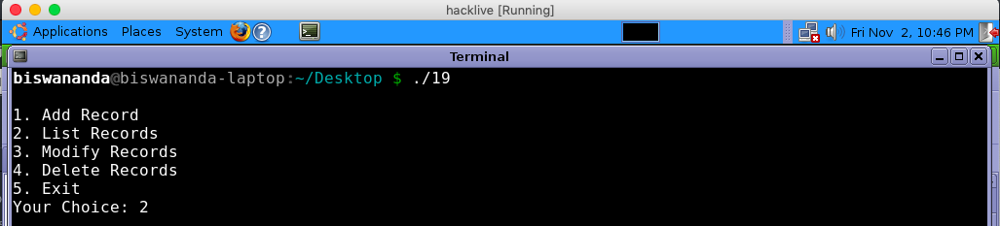 hacklive [Running]
Applications Places System Fri Nov 2, 10:46 PM
Terminal
biswananda@biswananda-laptop:~/Desktop $ ./19
1. Add Record
2. List Records
3. Modify Records
4. Delete Records
5. Exit
Your Choice: 2